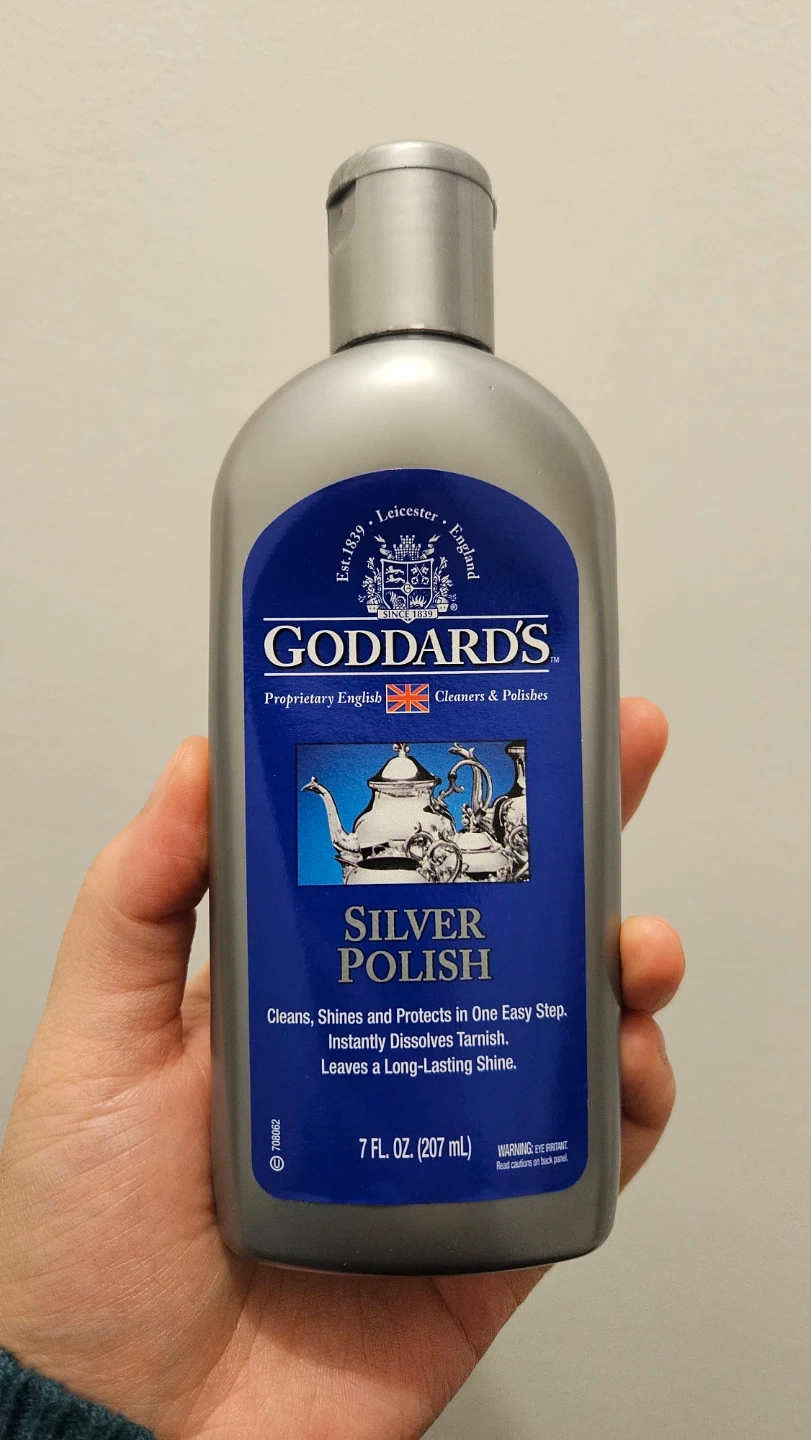 Est.1839 · Leicester · England
SINCE 1839 ®
GODDARD'S™
Proprietary English Cleaners & Polishes
SILVER
POLISH
Cleans, Shines and Protects in One Easy Step.
Instantly Dissolves Tarnish.
Leaves a Long-Lasting Shine.
708062
7 FL. OZ. (207 mL)
WARNING: EYE IRRITANT.
Read cautions on back panel.